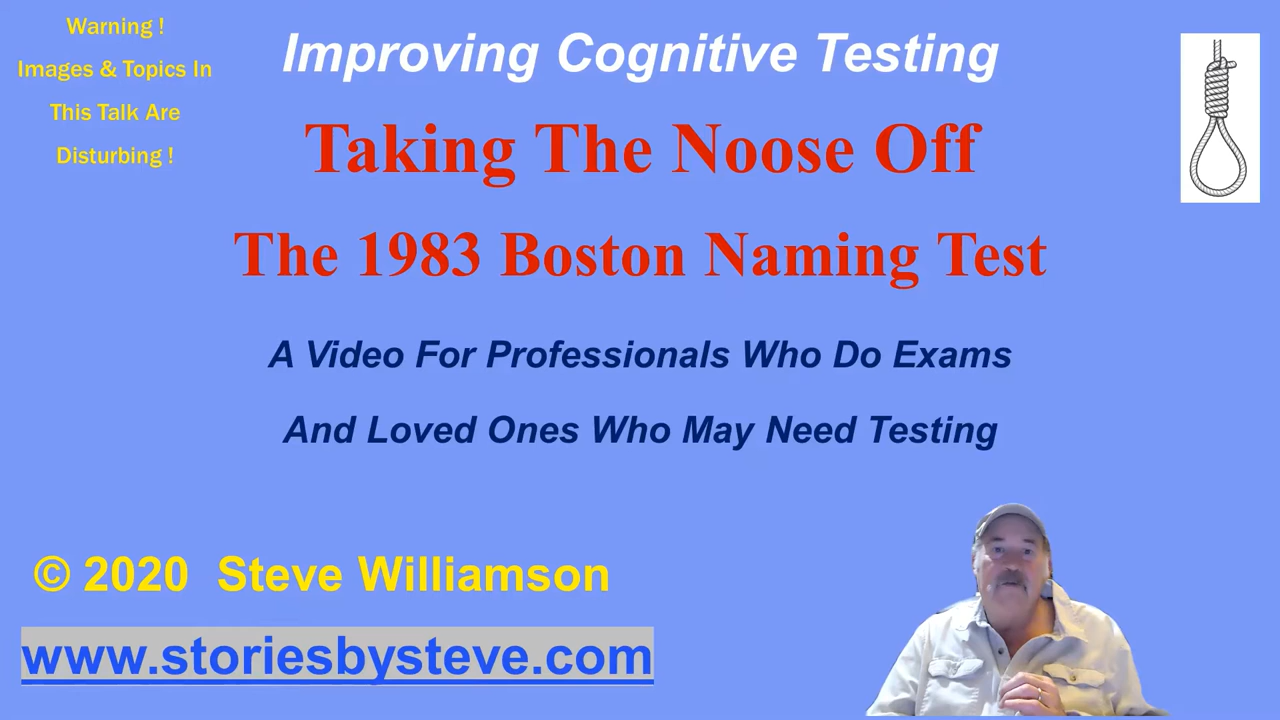 Warning !
Images & Topics In
This Talk Are
Disturbing !
Improving Cognitive Testing
Taking The Noose Off
The 1983 Boston Naming Test
A Video For Professionals Who Do Exams
And Loved Ones Who May Need Testing
© 2020 Steve Williamson
www.storiesbysteve.com